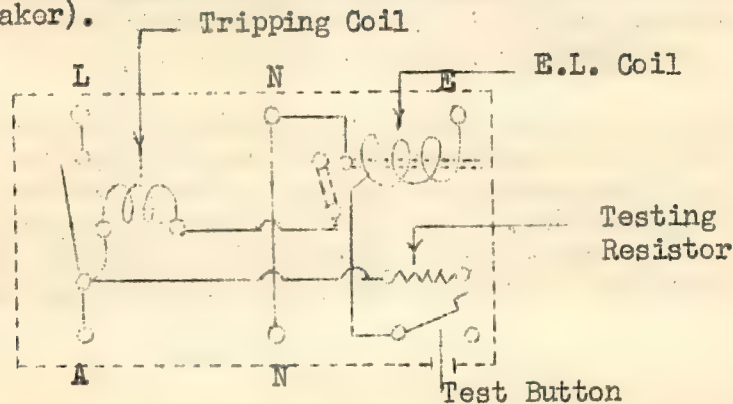 akor).
Tripping Coil
L N E
E.L. Coil
Testing
Resistor
A N
Test Button